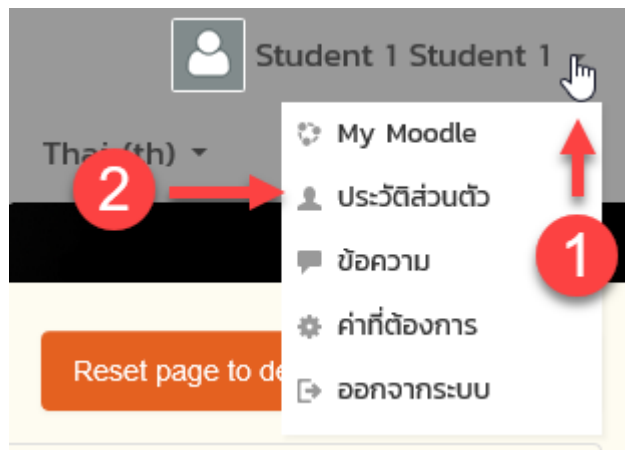 Student 1 Student 1
Thai (th)
My Moodle
2
ประวัติส่วนตัว
1
ข้อความ
ค่าที่ต้องการ
Reset page to de
ออกจากระบบ